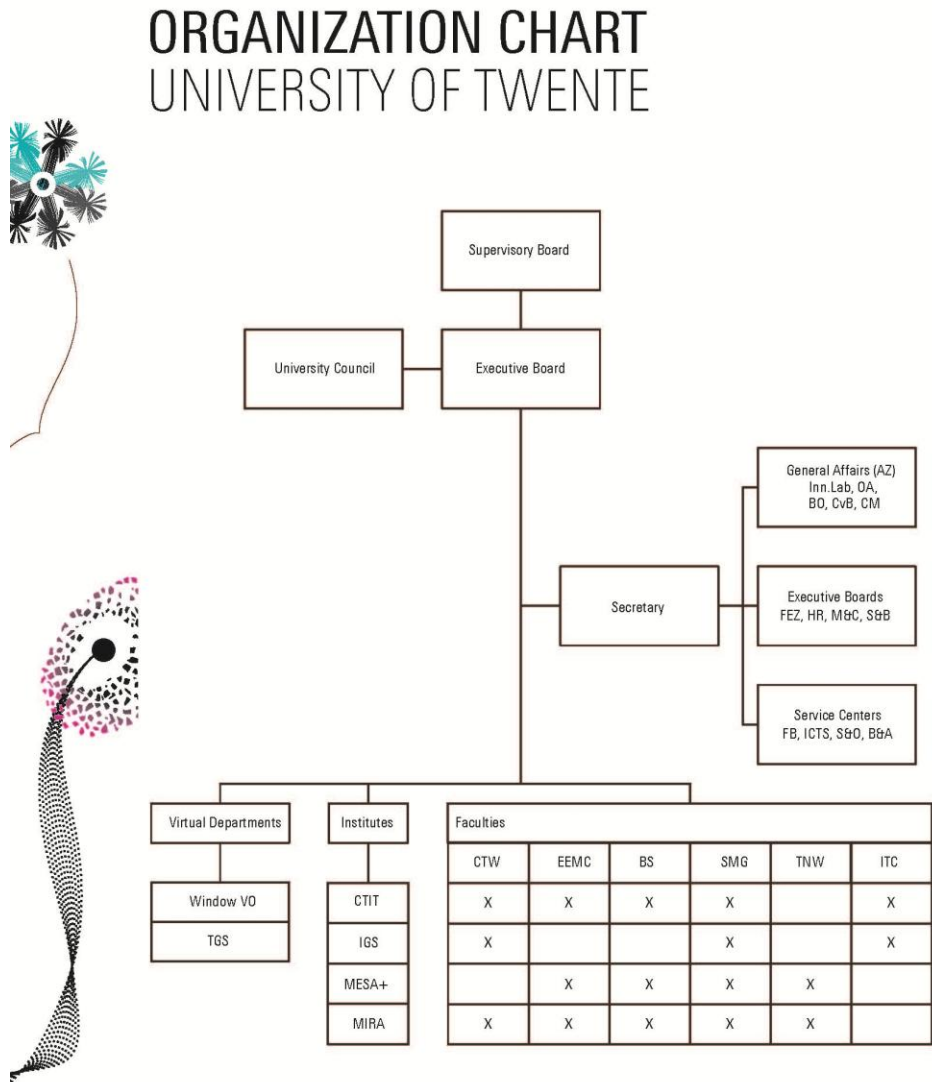 ORGANIZATION CHART
UNIVERSITY OF TWENTE
Supervisory Board
University Council
Executive Board
General Affairs (AZ)
Inn.Lab, OA,
BO, CvB, CM
Secretary
Executive Boards
FEZ, HR, M&C, S&B
Service Centers
FB, ICTS, S&O, B&A
Virtual Departments
Window VO
TGS
Institutes
Faculties
CTW EEMC BS SMG TNW ITC
CTIT X X X X X
IGS X X X
MESA+ X X X X
MIRA X X X X X